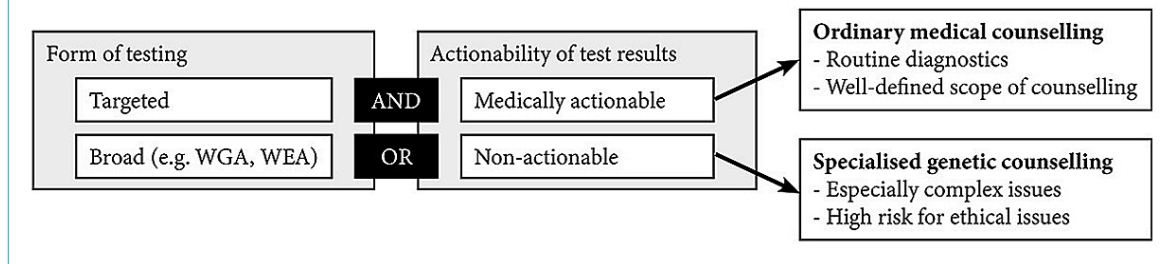 Form of testing
Targeted
Broad (e.g. WGA, WEA)
AND
OR
Actionability of test results
Medically actionable
Non-actionable
Ordinary medical counselling
- Routine diagnostics
- Well-defined scope of counselling
Specialised genetic counselling
- Especially complex issues
- High risk for ethical issues